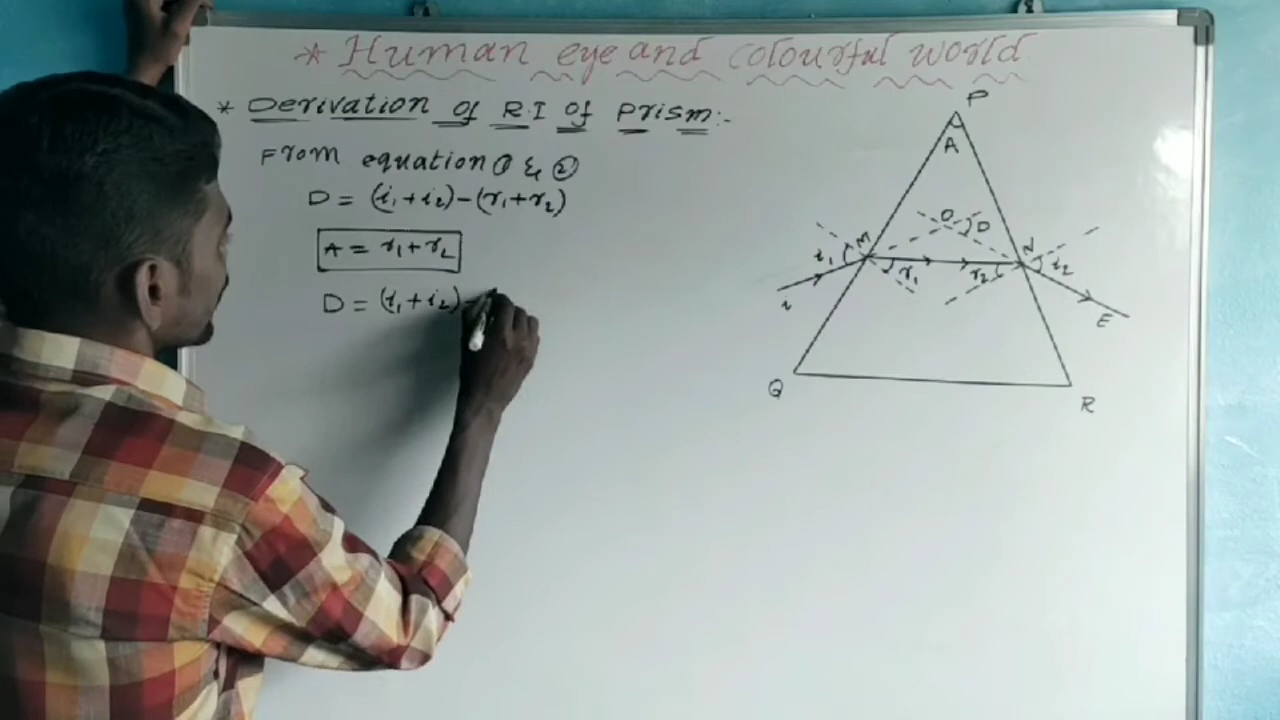 * Human eye and colourful world
* Derivation of R.I of Prism:-
From equation ① & ②
D = (i₁+i₂)-(r₁+r₂)
A = r₁+r₂
D = (i₁+i₂)-
P
A
O
D
M
N
i₁
r₁
r₂
i₂
E
Q
R